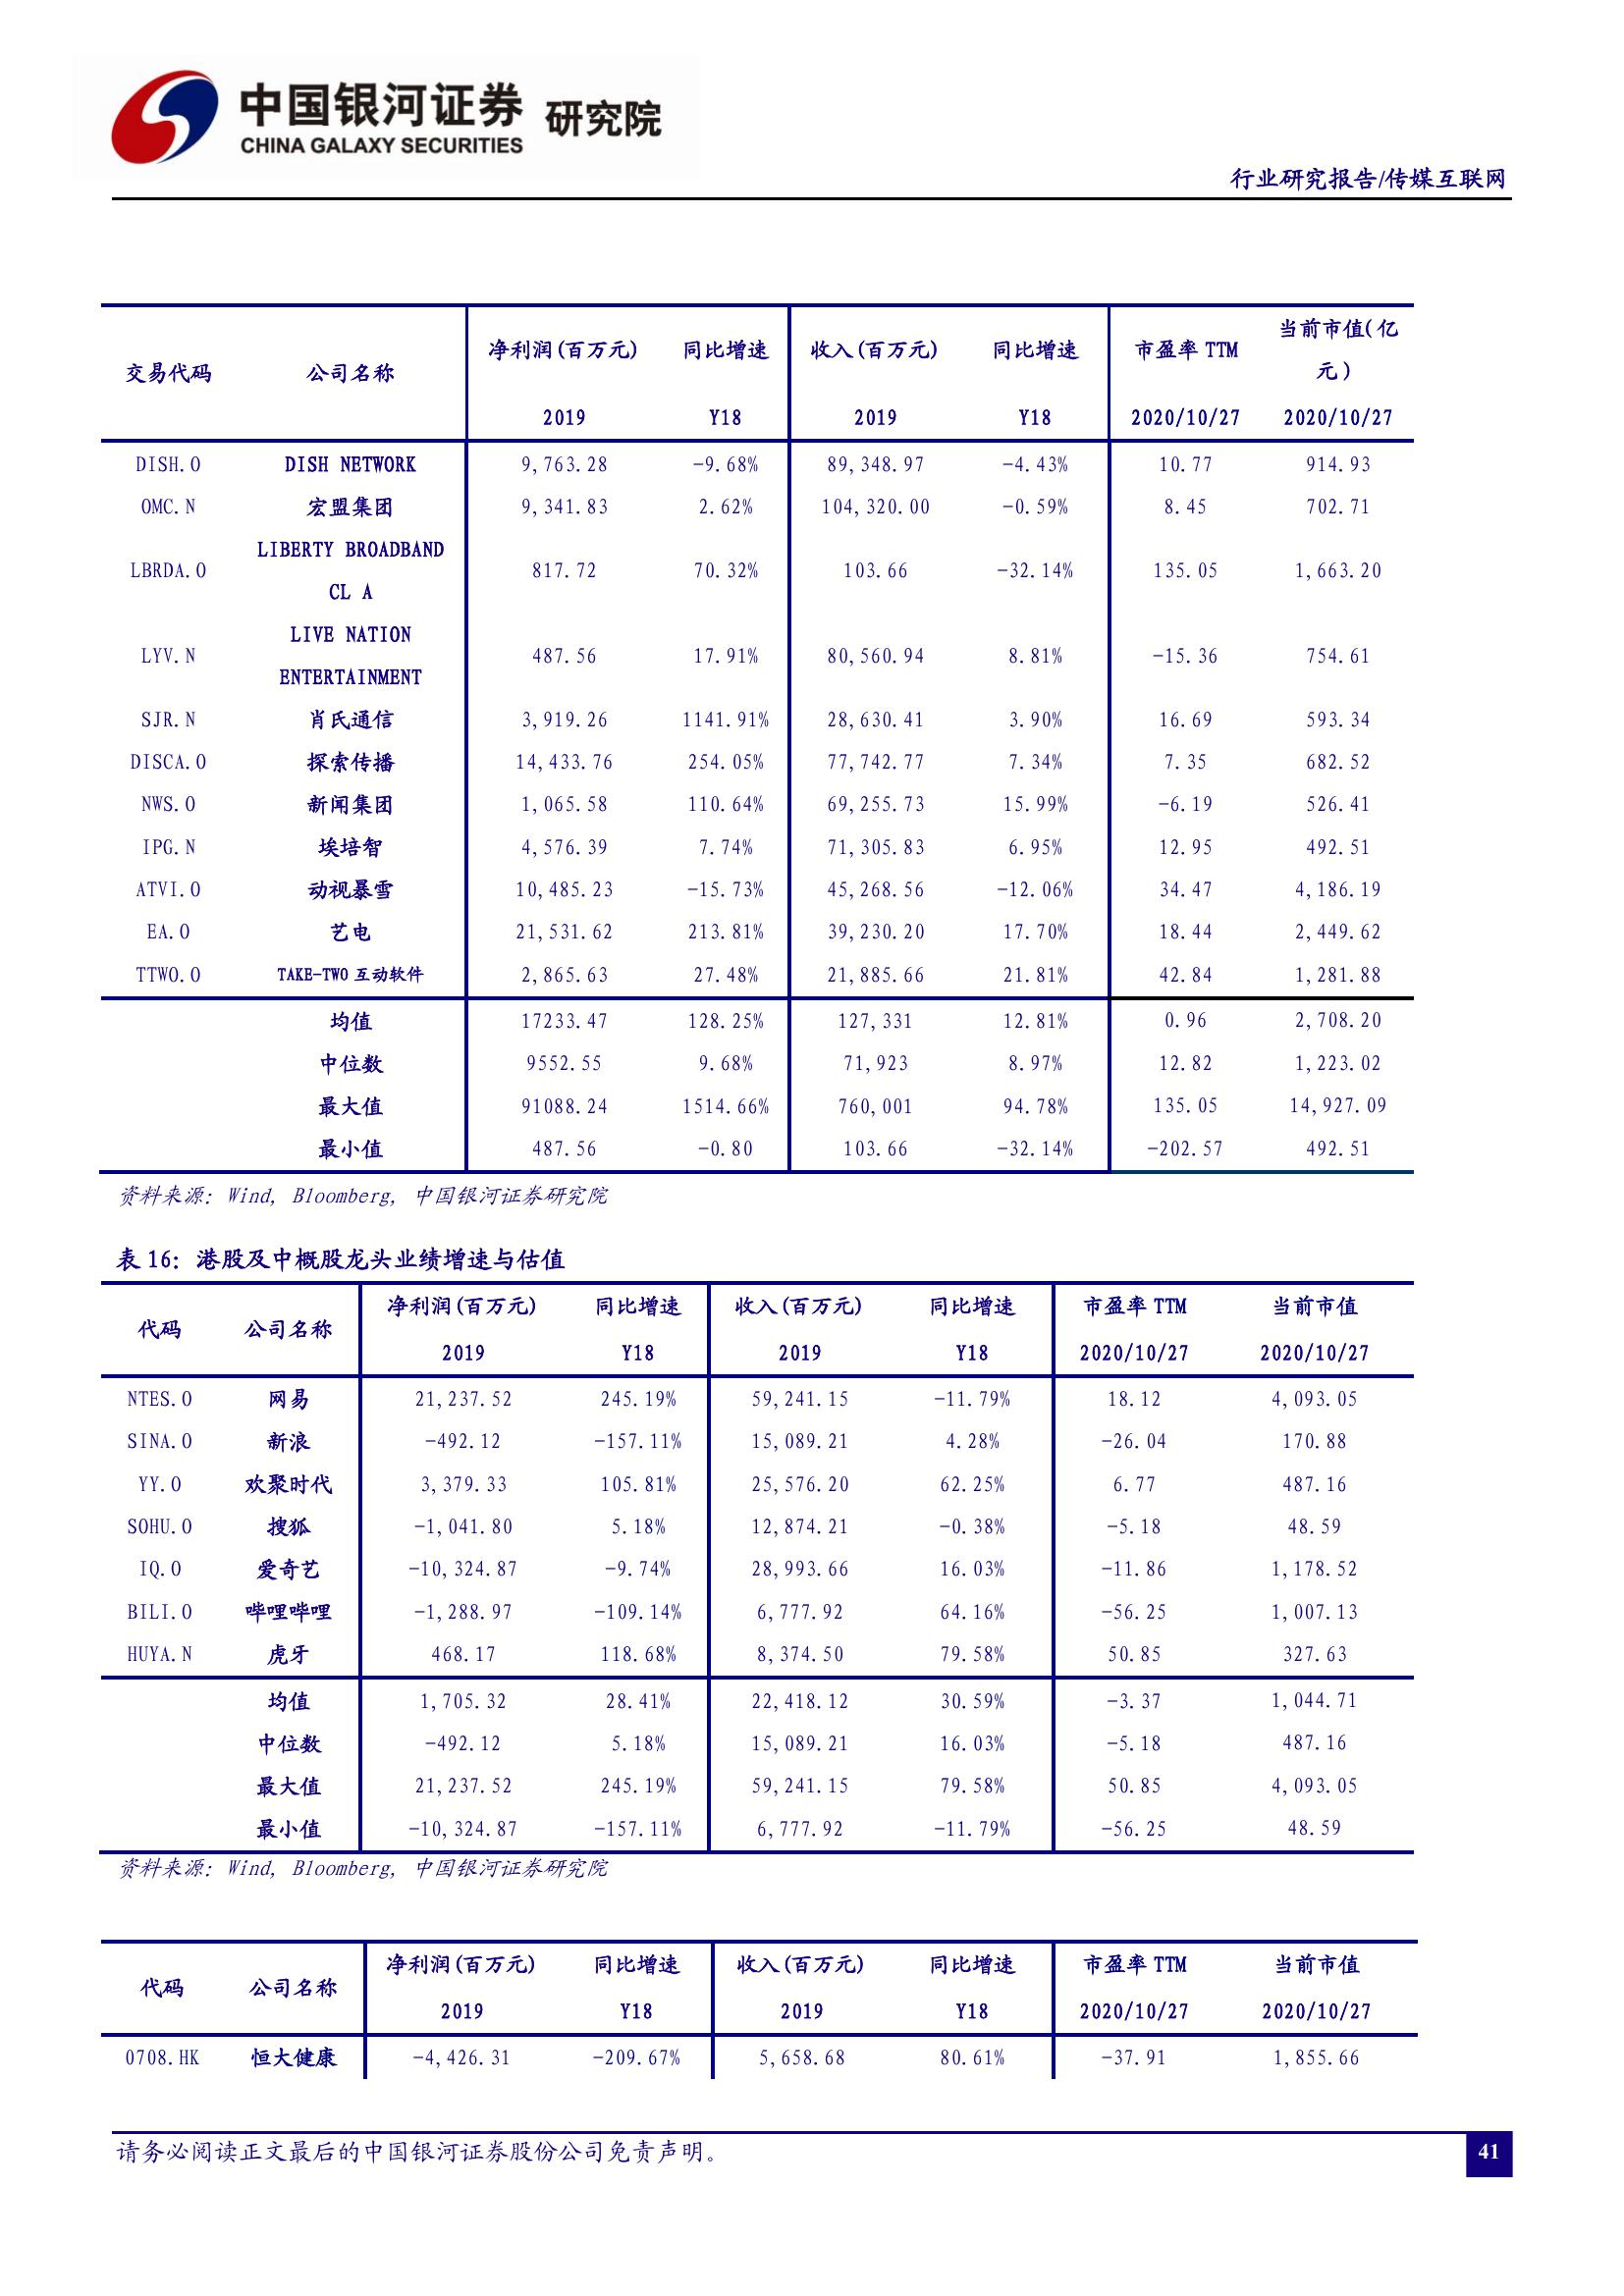 中国银河证券 研究院
CHINA GALAXY SECURITIES
行业研究报告/传媒互联网
交易代码 公司名称 净利润(百万元) 同比增速 收入(百万元) 同比增速 市盈率 TTM 当前市值(亿
元)
2019 Y18 2019 Y18 2020/10/27 2020/10/27
DISH.O DISH NETWORK 9,763.28 -9.68% 89,348.97 -4.43% 10.77 914.93
OMC.N 宏盟集团 9,341.83 2.62% 104,320.00 -0.59% 8.45 702.71
LIBERTY BROADBAND
LBRDA.O 817.72 70.32% 103.66 -32.14% 135.05 1,663.20
CL A
LIVE NATION
LYV.N 487.56 17.91% 80,560.94 8.81% -15.36 754.61
ENTERTAINMENT
SJR.N 肖氏通信 3,919.26 1141.91% 28,630.41 3.90% 16.69 593.34
DISCA.O 探索传播 14,433.76 254.05% 77,742.77 7.34% 7.35 682.52
NWS.O 新闻集团 1,065.58 110.64% 69,255.73 15.99% -6.19 526.41
IPG.N 埃培智 4,576.39 7.74% 71,305.83 6.95% 12.95 492.51
ATVI.O 动视暴雪 10,485.23 -15.73% 45,268.56 -12.06% 34.47 4,186.19
EA.O 艺电 21,531.62 213.81% 39,230.20 17.70% 18.44 2,449.62
TTWO.O TAKE-TWO 互动软件 2,865.63 27.48% 21,885.66 21.81% 42.84 1,281.88
均值 17233.47 128.25% 127,331 12.81% 0.96 2,708.20
中位数 9552.55 9.68% 71,923 8.97% 12.82 1,223.02
最大值 91088.24 1514.66% 760,001 94.78% 135.05 14,927.09
最小值 487.56 -0.80 103.66 -32.14% -202.57 492.51
资料来源: Wind, Bloomberg, 中国银河证券研究院
表 16: 港股及中概股龙头业绩增速与估值
代码 公司名称 净利润(百万元) 同比增速 收入(百万元) 同比增速 市盈率 TTM 当前市值
2019 Y18 2019 Y18 2020/10/27 2020/10/27
NTES.O 网易 21,237.52 245.19% 59,241.15 -11.79% 18.12 4,093.05
SINA.O 新浪 -492.12 -157.11% 15,089.21 4.28% -26.04 170.88
YY.O 欢聚时代 3,379.33 105.81% 25,576.20 62.25% 6.77 487.16
SOHU.O 搜狐 -1,041.80 5.18% 12,874.21 -0.38% -5.18 48.59
IQ.O 爱奇艺 -10,324.87 -9.74% 28,993.66 16.03% -11.86 1,178.52
BILI.O 哔哩哔哩 -1,288.97 -109.14% 6,777.92 64.16% -56.25 1,007.13
HUYA.N 虎牙 468.17 118.68% 8,374.50 79.58% 50.85 327.63
均值 1,705.32 28.41% 22,418.12 30.59% -3.37 1,044.71
中位数 -492.12 5.18% 15,089.21 16.03% -5.18 487.16
最大值 21,237.52 245.19% 59,241.15 79.58% 50.85 4,093.05
最小值 -10,324.87 -157.11% 6,777.92 -11.79% -56.25 48.59
资料来源: Wind, Bloomberg, 中国银河证券研究院
代码 公司名称 净利润(百万元) 同比增速 收入(百万元) 同比增速 市盈率 TTM 当前市值
2019 Y18 2019 Y18 2020/10/27 2020/10/27
0708.HK 恒大健康 -4,426.31 -209.67% 5,658.68 80.61% -37.91 1,855.66
请务必阅读正文最后的中国银河证券股份公司免责声明。
41